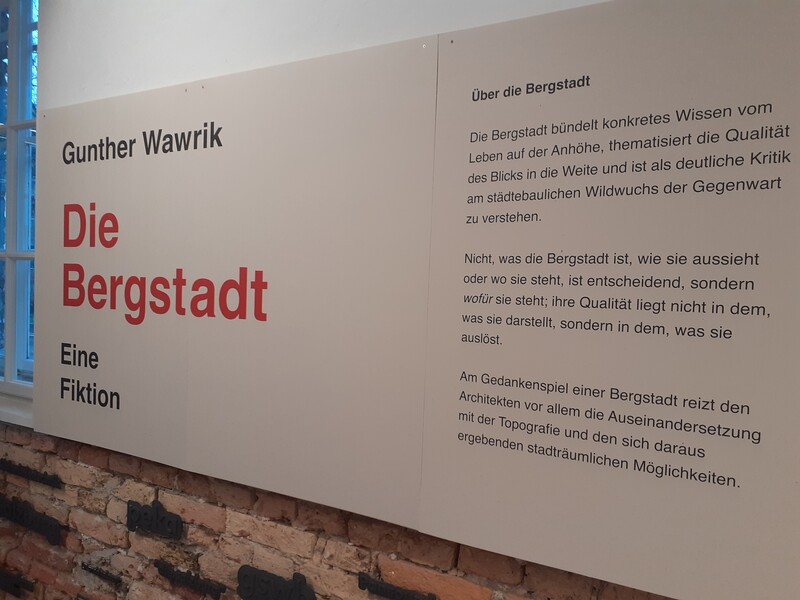 Gunther Wawrik
Die
Bergstadt
Eine
Fiktion
Über die Bergstadt
Die Bergstadt bündelt konkretes Wissen vom
Leben auf der Anhöhe, thematisiert die Qualität
des Blicks in die Weite und ist als deutliche Kritik
am städtebaulichen Wildwuchs der Gegenwart
zu verstehen.
Nicht, was die Bergstadt ist, wie sie aussieht
oder wo sie steht, ist entscheidend, sondern
wofür sie steht; ihre Qualität liegt nicht in dem,
was sie darstellt, sondern in dem, was sie
auslöst.
Am Gedankenspiel einer Bergstadt reizt den
Architekten vor allem die Auseinandersetzung
mit der Topografie und den sich daraus
ergebenden stadträumlichen Möglichkeiten.